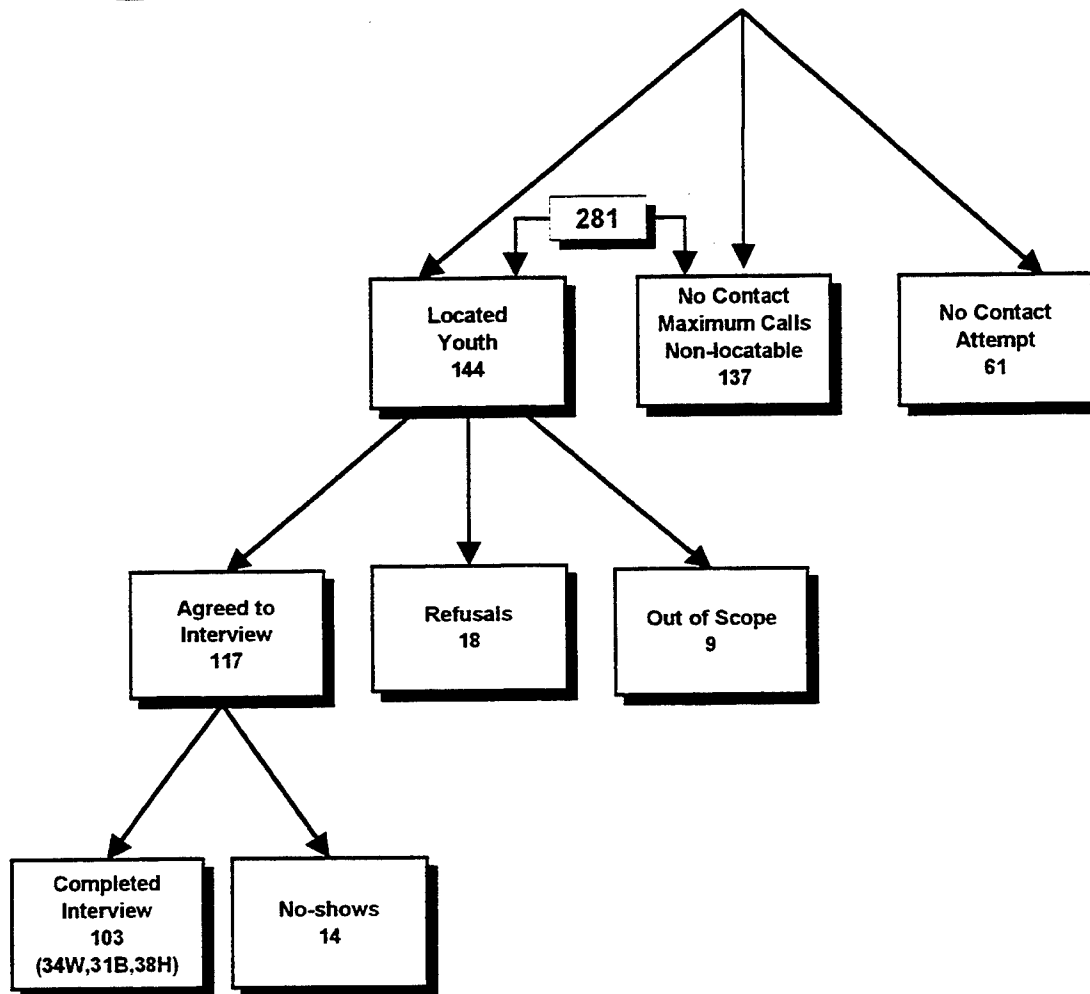 281
Located
Youth
144
No Contact
Maximum Calls
Non-locatable
137
No Contact
Attempt
61
Agreed to
Interview
117
Refusals
18
Out of Scope
9
Completed
Interview
103
(34W,31B,38H)
No-shows
14